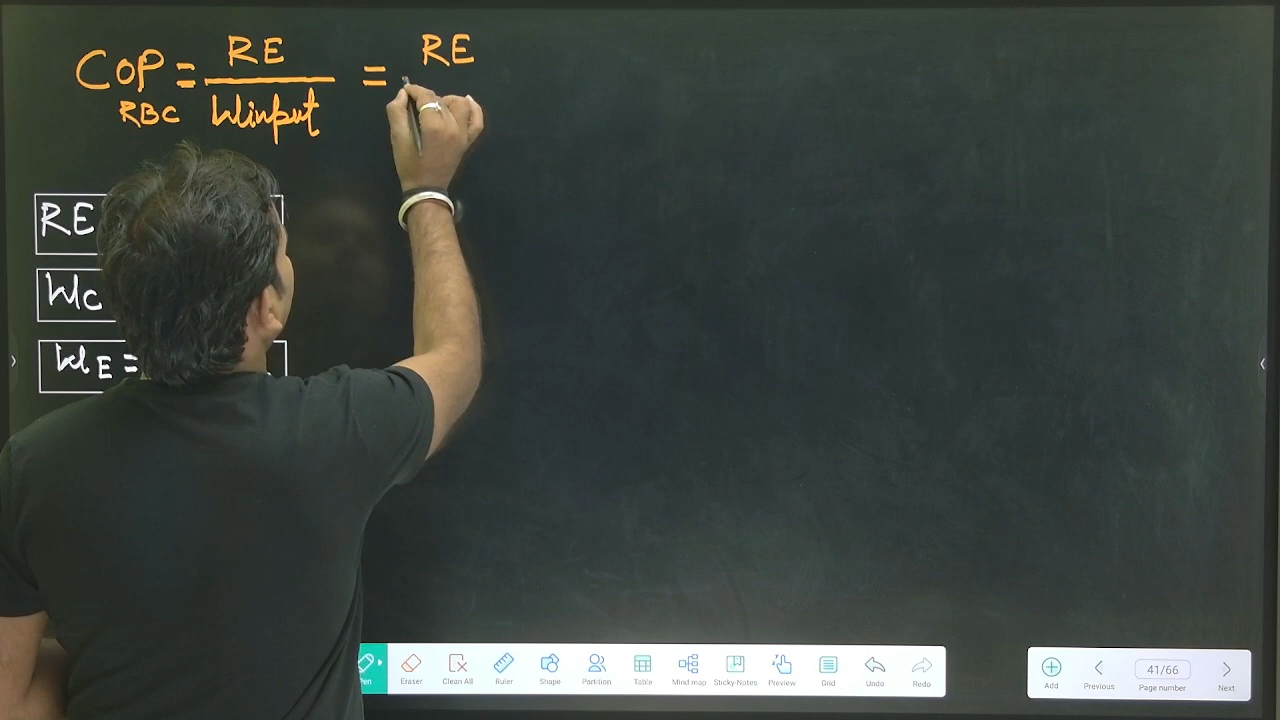 COP = RE / Winput = RE
RBC
RE
Wc
WE =
Pen Eraser Clean All Ruler Shape Partition Table Mind map Sticky-Notes Preview Grid Undo Redo
Add Previous 41/66 Page number Next